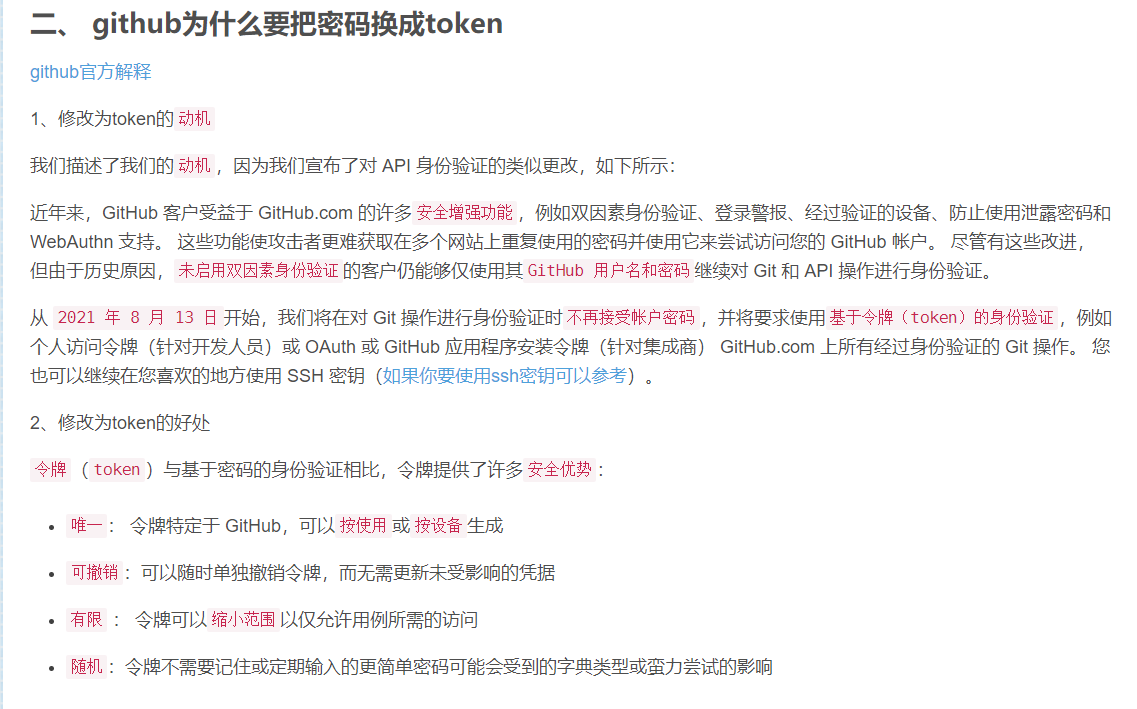 二、 github为什么要把密码换成token
github官方解释
1、修改为token的 动机
我们描述了我们的 动机 ，因为我们宣布了对 API 身份验证的类似更改，如下所示：
近年来，GitHub 客户受益于 GitHub.com 的许多 安全增强功能 ，例如双因素身份验证、登录警报、经过验证的设备、防止使用泄露密码和
WebAuthn 支持。 这些功能使攻击者更难获取在多个网站上重复使用的密码并使用它来尝试访问您的 GitHub 帐户。 尽管有这些改进，
但由于历史原因， 未启用双因素身份验证 的客户仍能够仅使用其 GitHub 用户名和密码 继续对 Git 和 API 操作进行身份验证。
从 2021 年 8 月 13 日 开始，我们将在对 Git 操作进行身份验证时 不再接受帐户密码 ，并将要求使用 基于令牌（token）的身份验证 ，例如
个人访问令牌（针对开发人员）或 OAuth 或 GitHub 应用程序安装令牌（针对集成商） GitHub.com 上所有经过身份验证的 Git 操作。 您
也可以继续在您喜欢的地方使用 SSH 密钥（如果你要使用ssh密钥可以参考）。
2、修改为token的好处
令牌 （ token ）与基于密码的身份验证相比，令牌提供了许多 安全优势 ：
• 唯一 ： 令牌特定于 GitHub，可以 按使用 或 按设备 生成
• 可撤销 ：可以随时单独撤销令牌，而无需更新未受影响的凭据
• 有限 ： 令牌可以 缩小范围 以仅允许用例所需的访问
• 随机 ：令牌不需要记住或定期输入的更简单密码可能会受到的字典类型或蛮力尝试的影响